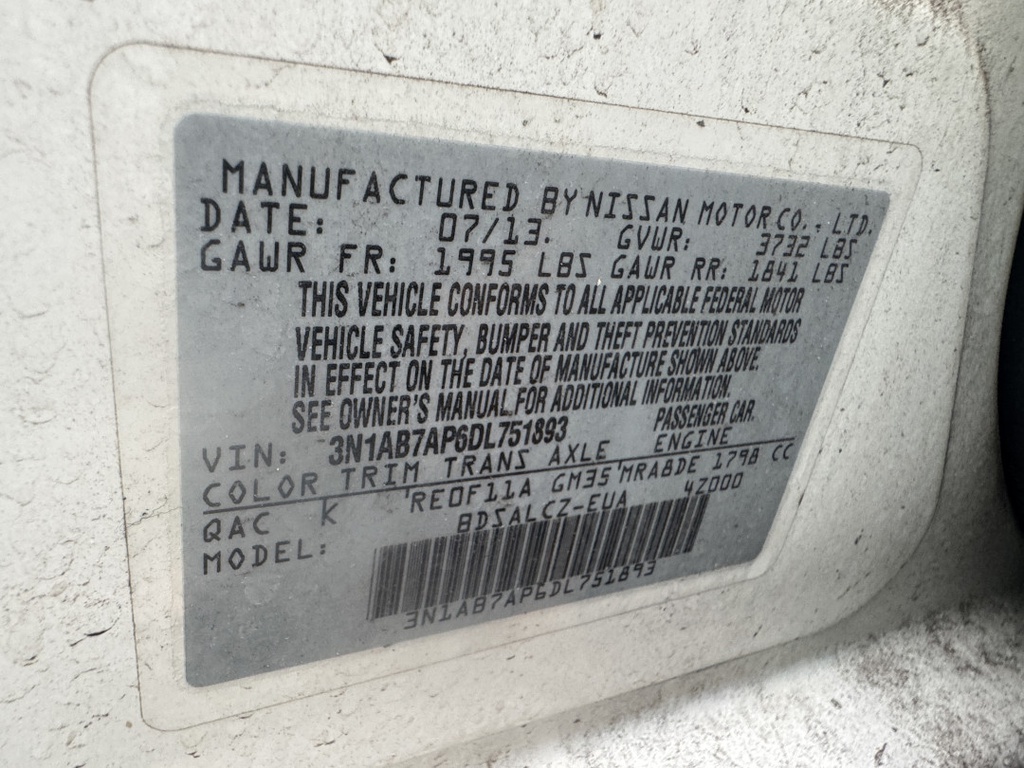 MANUFACTURED BY NISSAN MOTOR CO., LTD.
DATE: 07/13. GVWR: 3732 LBS
GAWR FR: 1995 LBS GAWR RR: 1841 LBS
THIS VEHICLE CONFORMS TO ALL APPLICABLE FEDERAL MOTOR
VEHICLE SAFETY, BUMPER AND THEFT PREVENTION STANDARDS
IN EFFECT ON THE DATE OF MANUFACTURE SHOWN ABOVE.
SEE OWNER'S MANUAL FOR ADDITIONAL INFORMATION.
VIN: 3N1AB7AP6DL751893 PASSENGER CAR.
COLOR TRIM TRANS AXLE ENGINE
QAC K RE0F11A GM35 MRA8DE 1798 CC
MODEL: BDSALCZ-EUA 42000
3N1AB7AP6DL751893